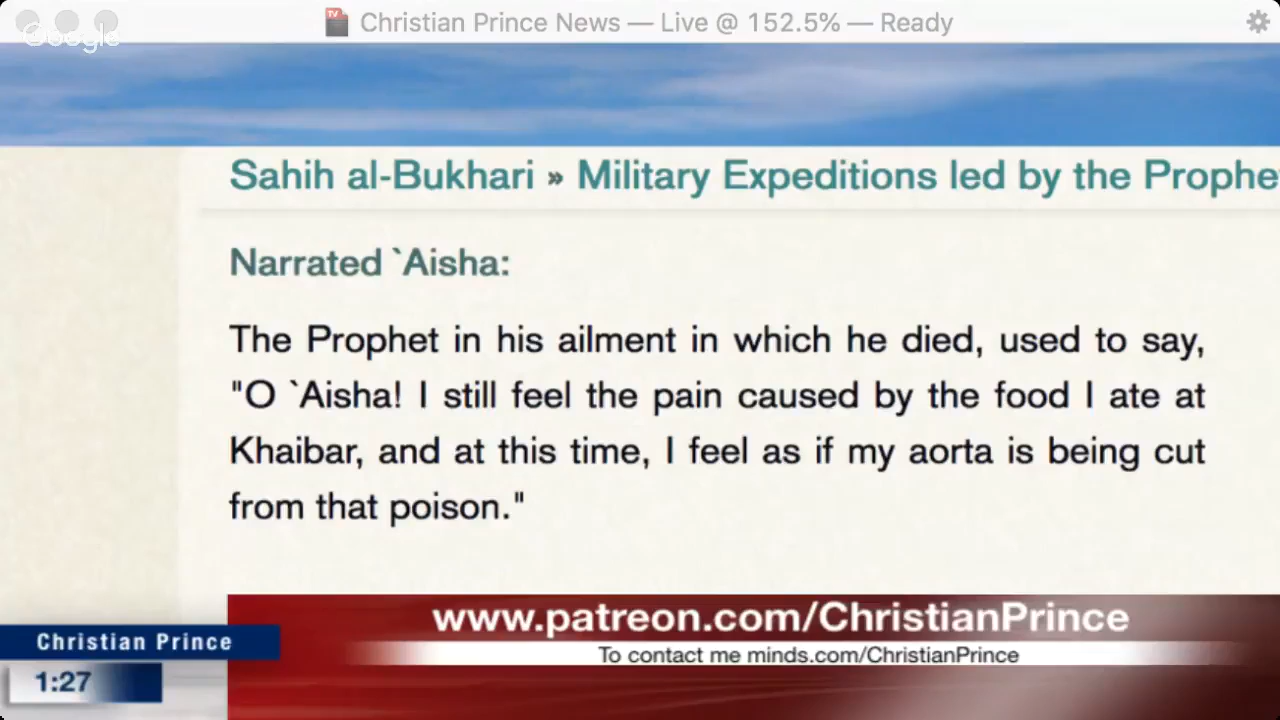 Christian Prince News — Live @ 152.5% — Ready
Google
Sahih al-Bukhari » Military Expeditions led by the Prophe
Narrated `Aisha:
The Prophet in his ailment in which he died, used to say,
"O `Aisha! I still feel the pain caused by the food I ate at
Khaibar, and at this time, I feel as if my aorta is being cut
from that poison."
www.patreon.com/ChristianPrince
To contact me minds.com/ChristianPrince
Christian Prince
1:27